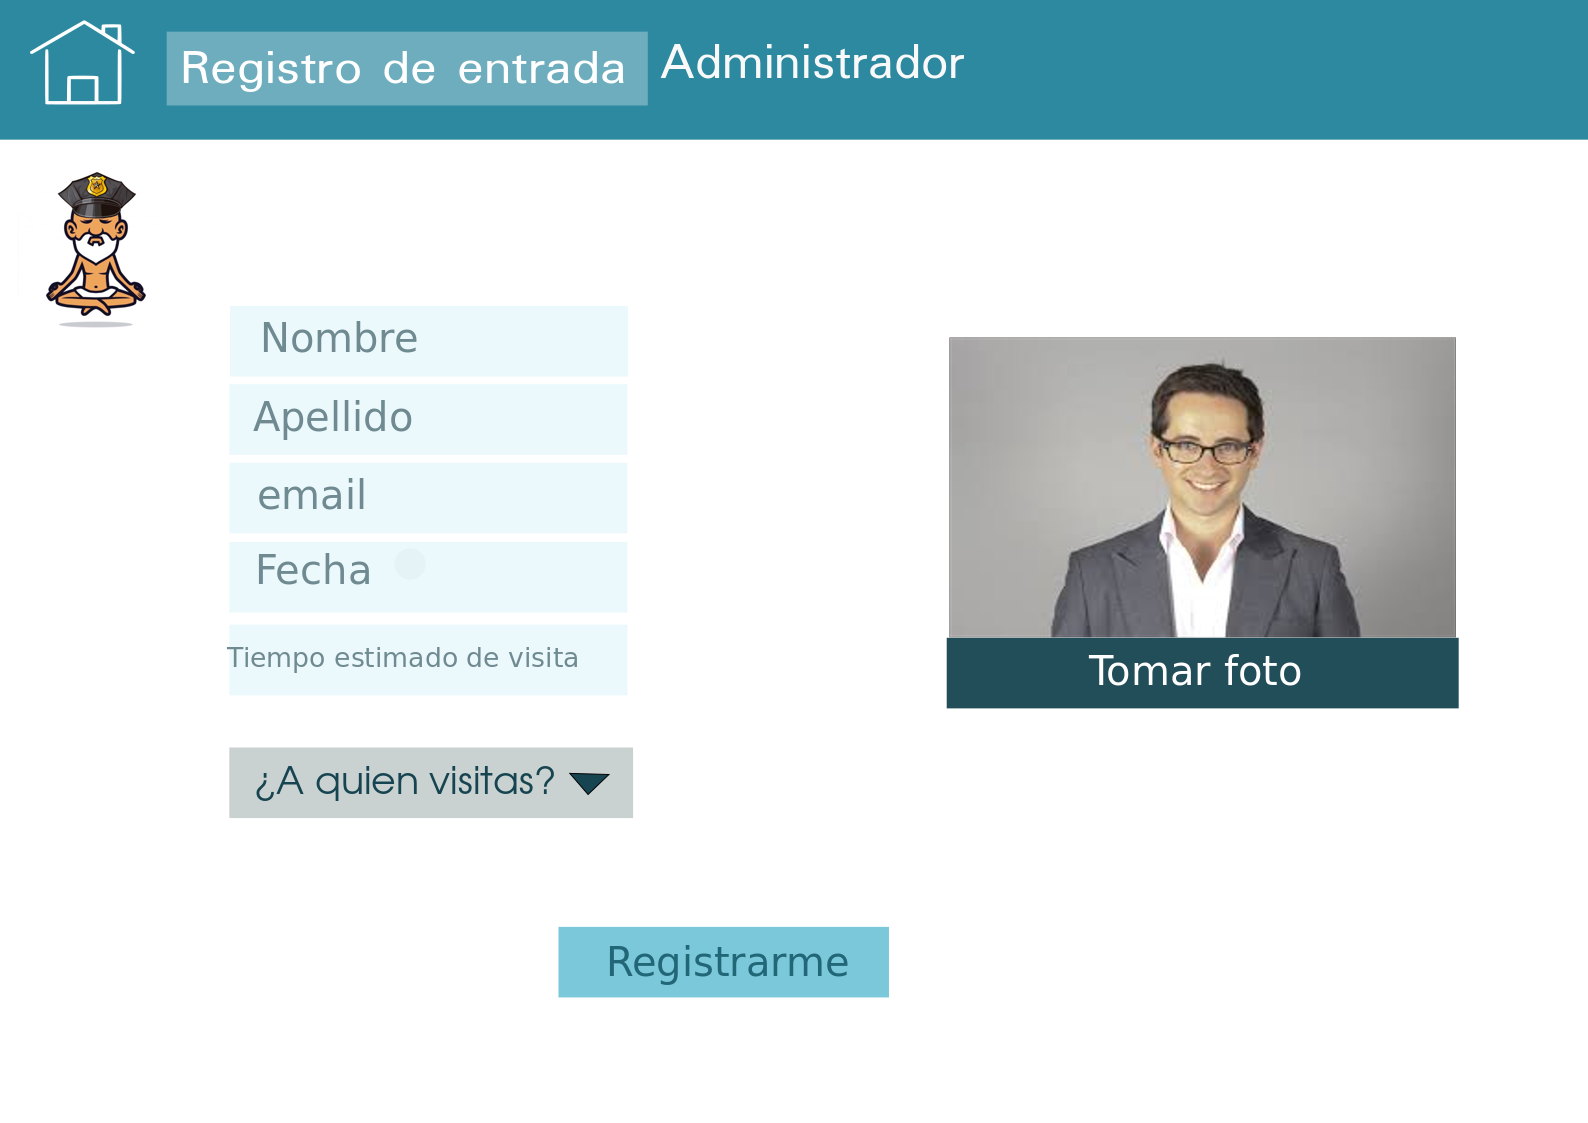 Registro de entrada
Administrador
Nombre
Apellido
email
Fecha
Tiempo estimado de visita
¿A quien visitas?
Tomar foto
Registrarme